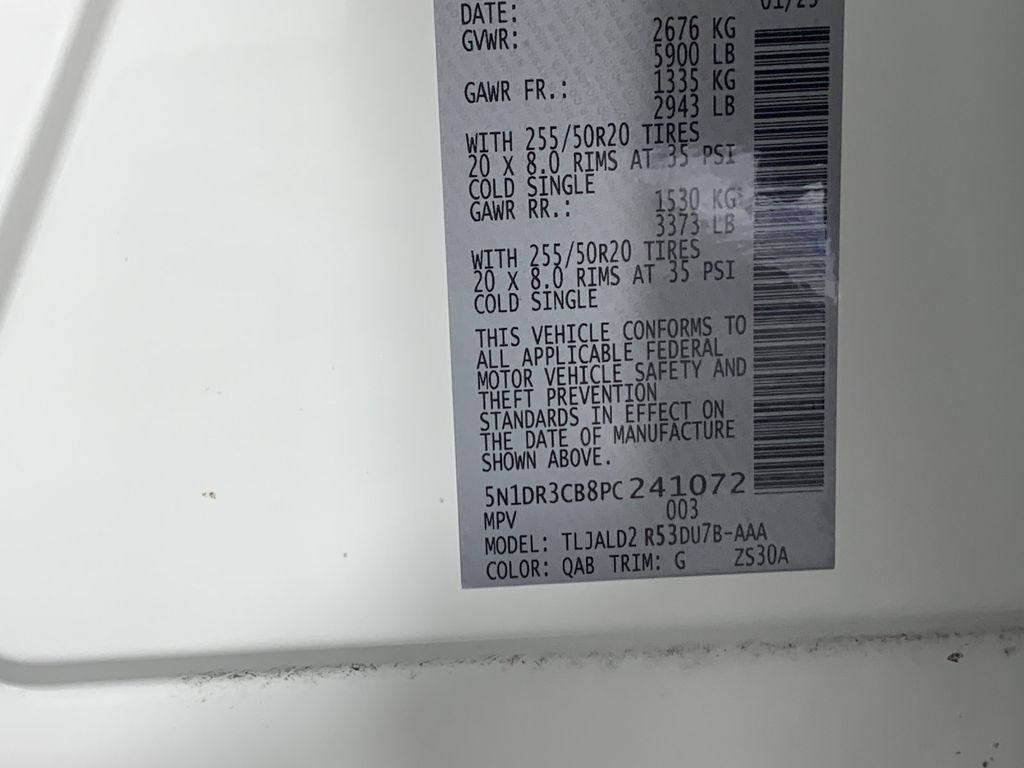 DATE: 01/23
GVWR: 2676 KG
5900 LB
GAWR FR.: 1335 KG
2943 LB
WITH 255/50R20 TIRES
20 X 8.0 RIMS AT 35 PSI
COLD SINGLE
GAWR RR.: 1530 KG
3373 LB
WITH 255/50R20 TIRES
20 X 8.0 RIMS AT 35 PSI
COLD SINGLE
THIS VEHICLE CONFORMS TO
ALL APPLICABLE FEDERAL
MOTOR VEHICLE SAFETY AND
THEFT PREVENTION
STANDARDS IN EFFECT ON
THE DATE OF MANUFACTURE
SHOWN ABOVE.
5N1DR3CB8PC241072
MPV 003
MODEL: TLJALD2 R53DU7B-AAA
COLOR: QAB TRIM: G ZS30A